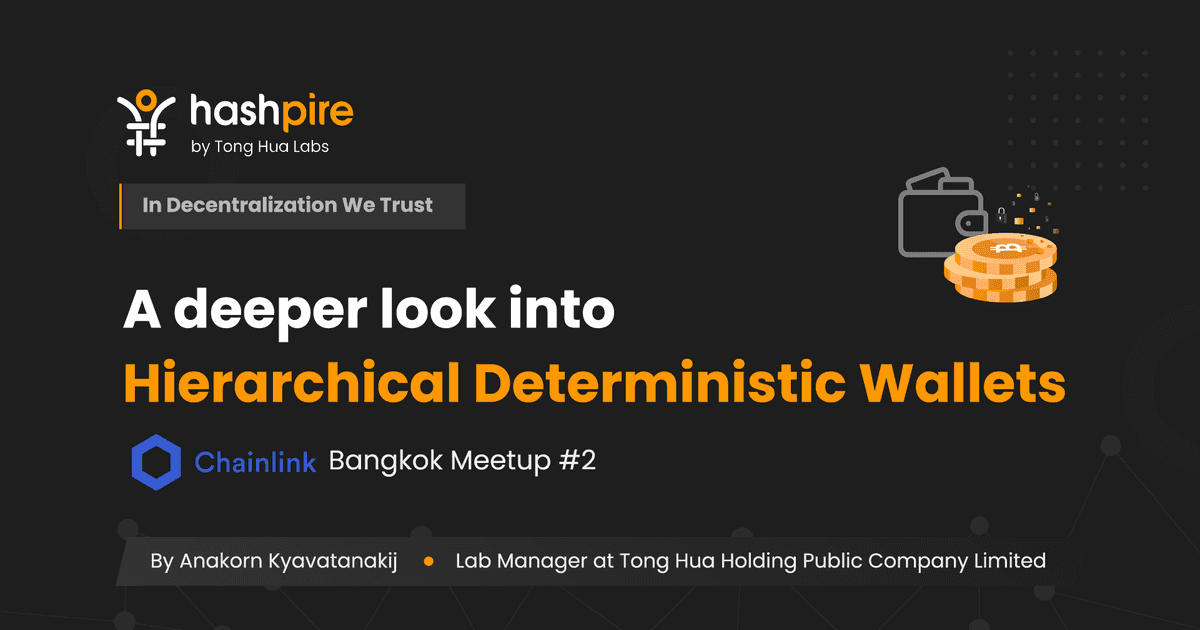 hashpire
by Tong Hua Labs
In Decentralization We Trust
A deeper look into
Hierarchical Deterministic Wallets
Chainlink Bangkok Meetup #2
By Anakorn Kyavatanakij • Lab Manager at Tong Hua Holding Public Company Limited